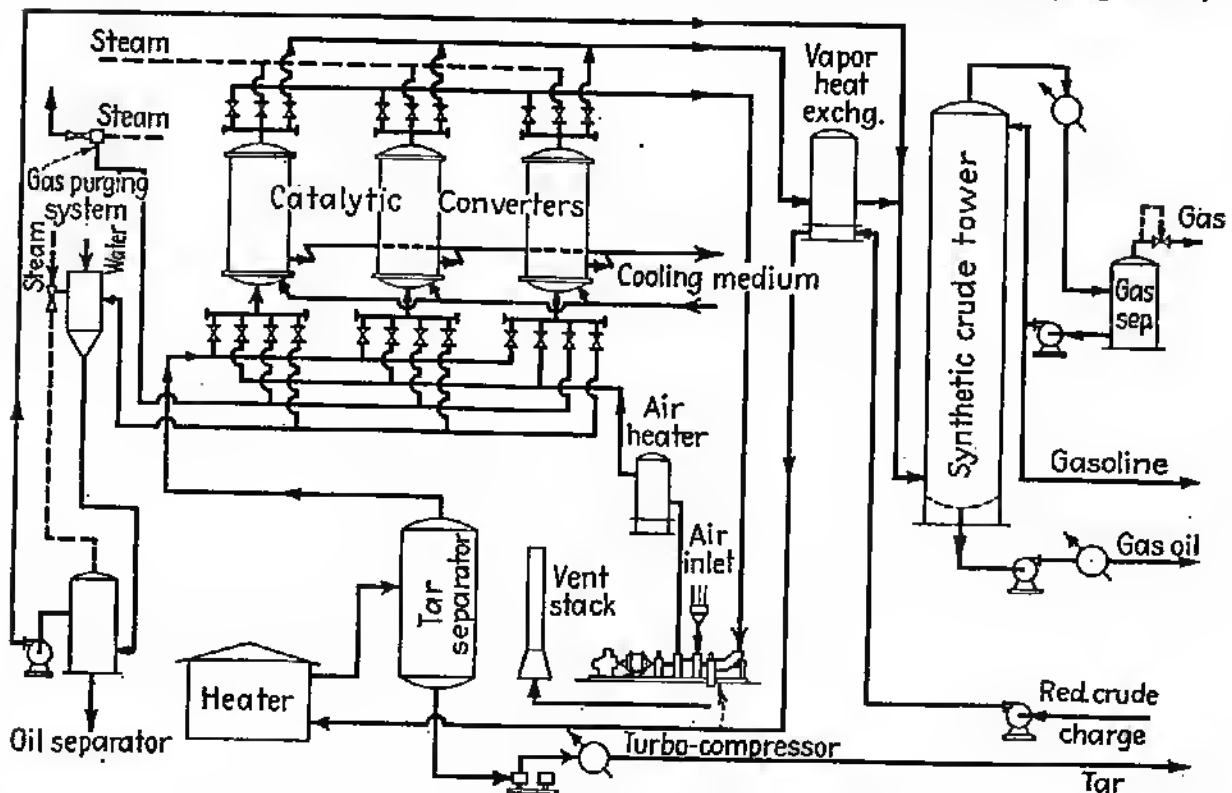 Steam
Vapor
heat
exchg.
Steam
Gas purging
system
Steam
Water
Catalytic Converters
Cooling medium
Synthetic crude tower
Gas
Gas
sep
Air
heater
Gasoline
Air
inlet
Gas oil
Vent
stack
Tar
separator
Heater
Oil separator
Turbo-compressor
Red. crude
charge
Tar